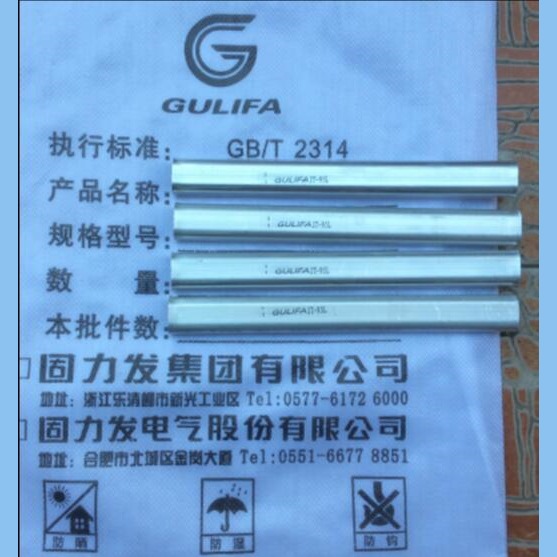 GULIFA
执行标准: GB/T 2314
产品名称:
GULIFA
规格型号:
GULIFA
数 量:
GULIFA
本批件数:
GULIFA
固力发集团有限公司
地址: 浙江乐清柳市新兴工业区 Tel:0577-6172 6000
固力发电气股份有限公司
地址: 合肥市北城区金岗大道 Tel:0551-6677 8851
防晒 防湿 防钩